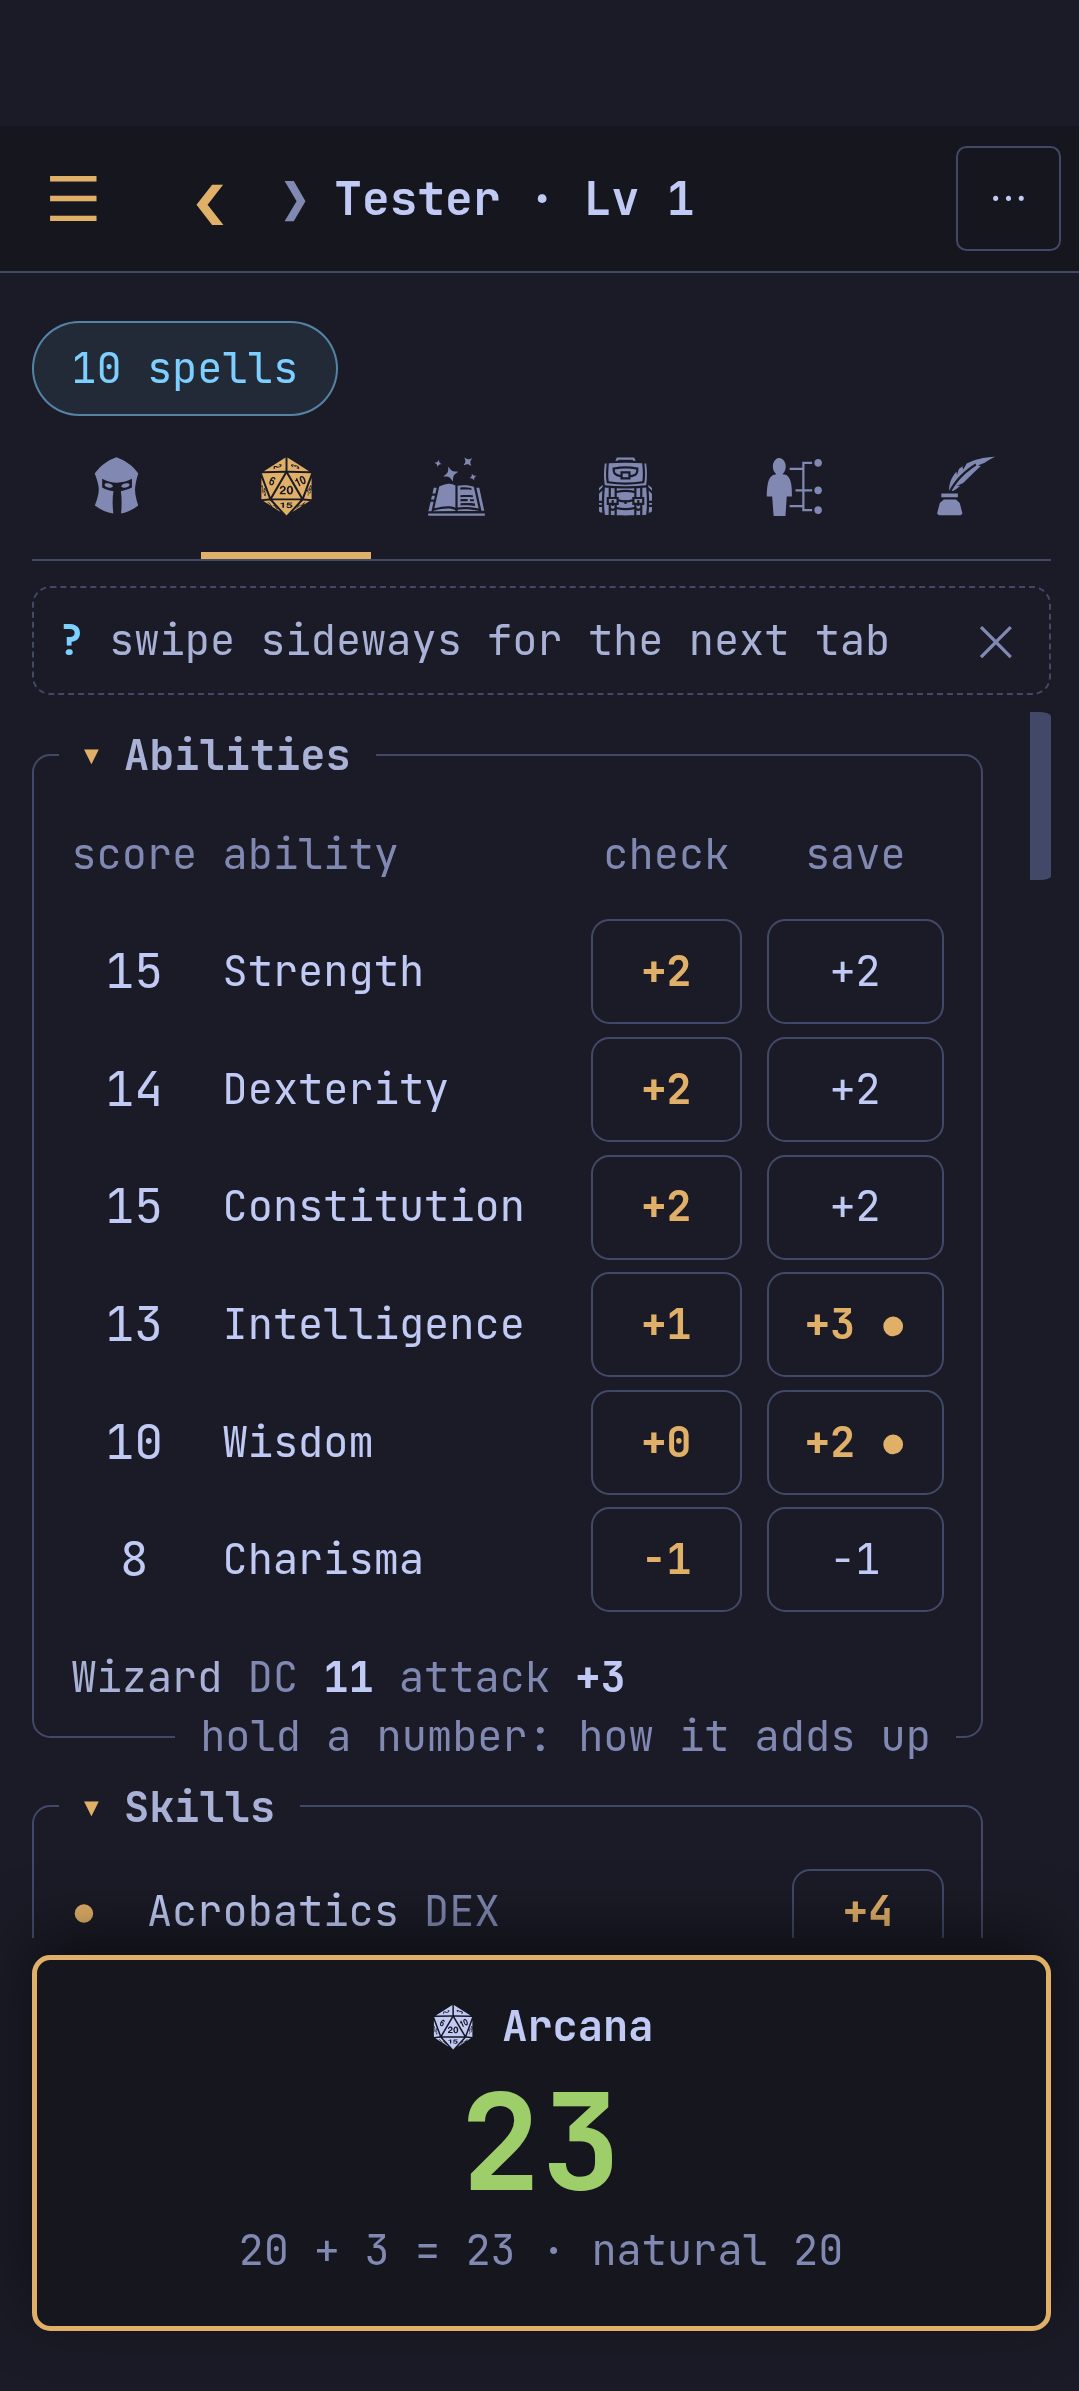 ☰ ‹ › Tester · Lv 1 ...
10 spells
? swipe sideways for the next tab ×
▾ Abilities
score ability check save
15 Strength +2 +2
14 Dexterity +2 +2
15 Constitution +2 +2
13 Intelligence +1 +3 ●
10 Wisdom +0 +2 ●
8 Charisma -1 -1
Wizard DC 11 attack +3
hold a number: how it adds up
▾ Skills
● Acrobatics DEX +4
Arcana
23
20 + 3 = 23 · natural 20